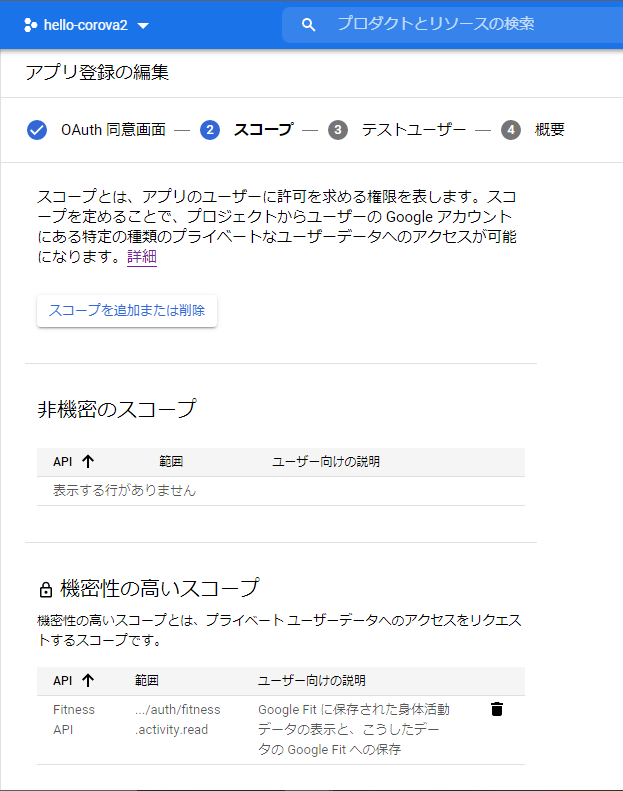 hello-corova2
プロダクトとリソースの検索
アプリ登録の編集
OAuth 同意画面 — 2 スコープ — 3 テストユーザー — 4 概要
スコープとは、アプリのユーザーに許可を求める権限を表します。スコ
ープを定めることで、プロジェクトからユーザーの Google アカウント
にある特定の種類のプライベートなユーザーデータへのアクセスが可能
になります。詳細
スコープを追加または削除
非機密のスコープ
API 範囲 ユーザー向けの説明
表示する行がありません
機密性の高いスコープ
機密性の高いスコープとは、プライベート ユーザーデータへのアクセスをリクエス
トするスコープです。
API 範囲 ユーザー向けの説明
Fitness .../auth/fitness Google Fit に保存された身体活動
API .activity.read データの表示と、こうしたデー
タの Google Fit への保存